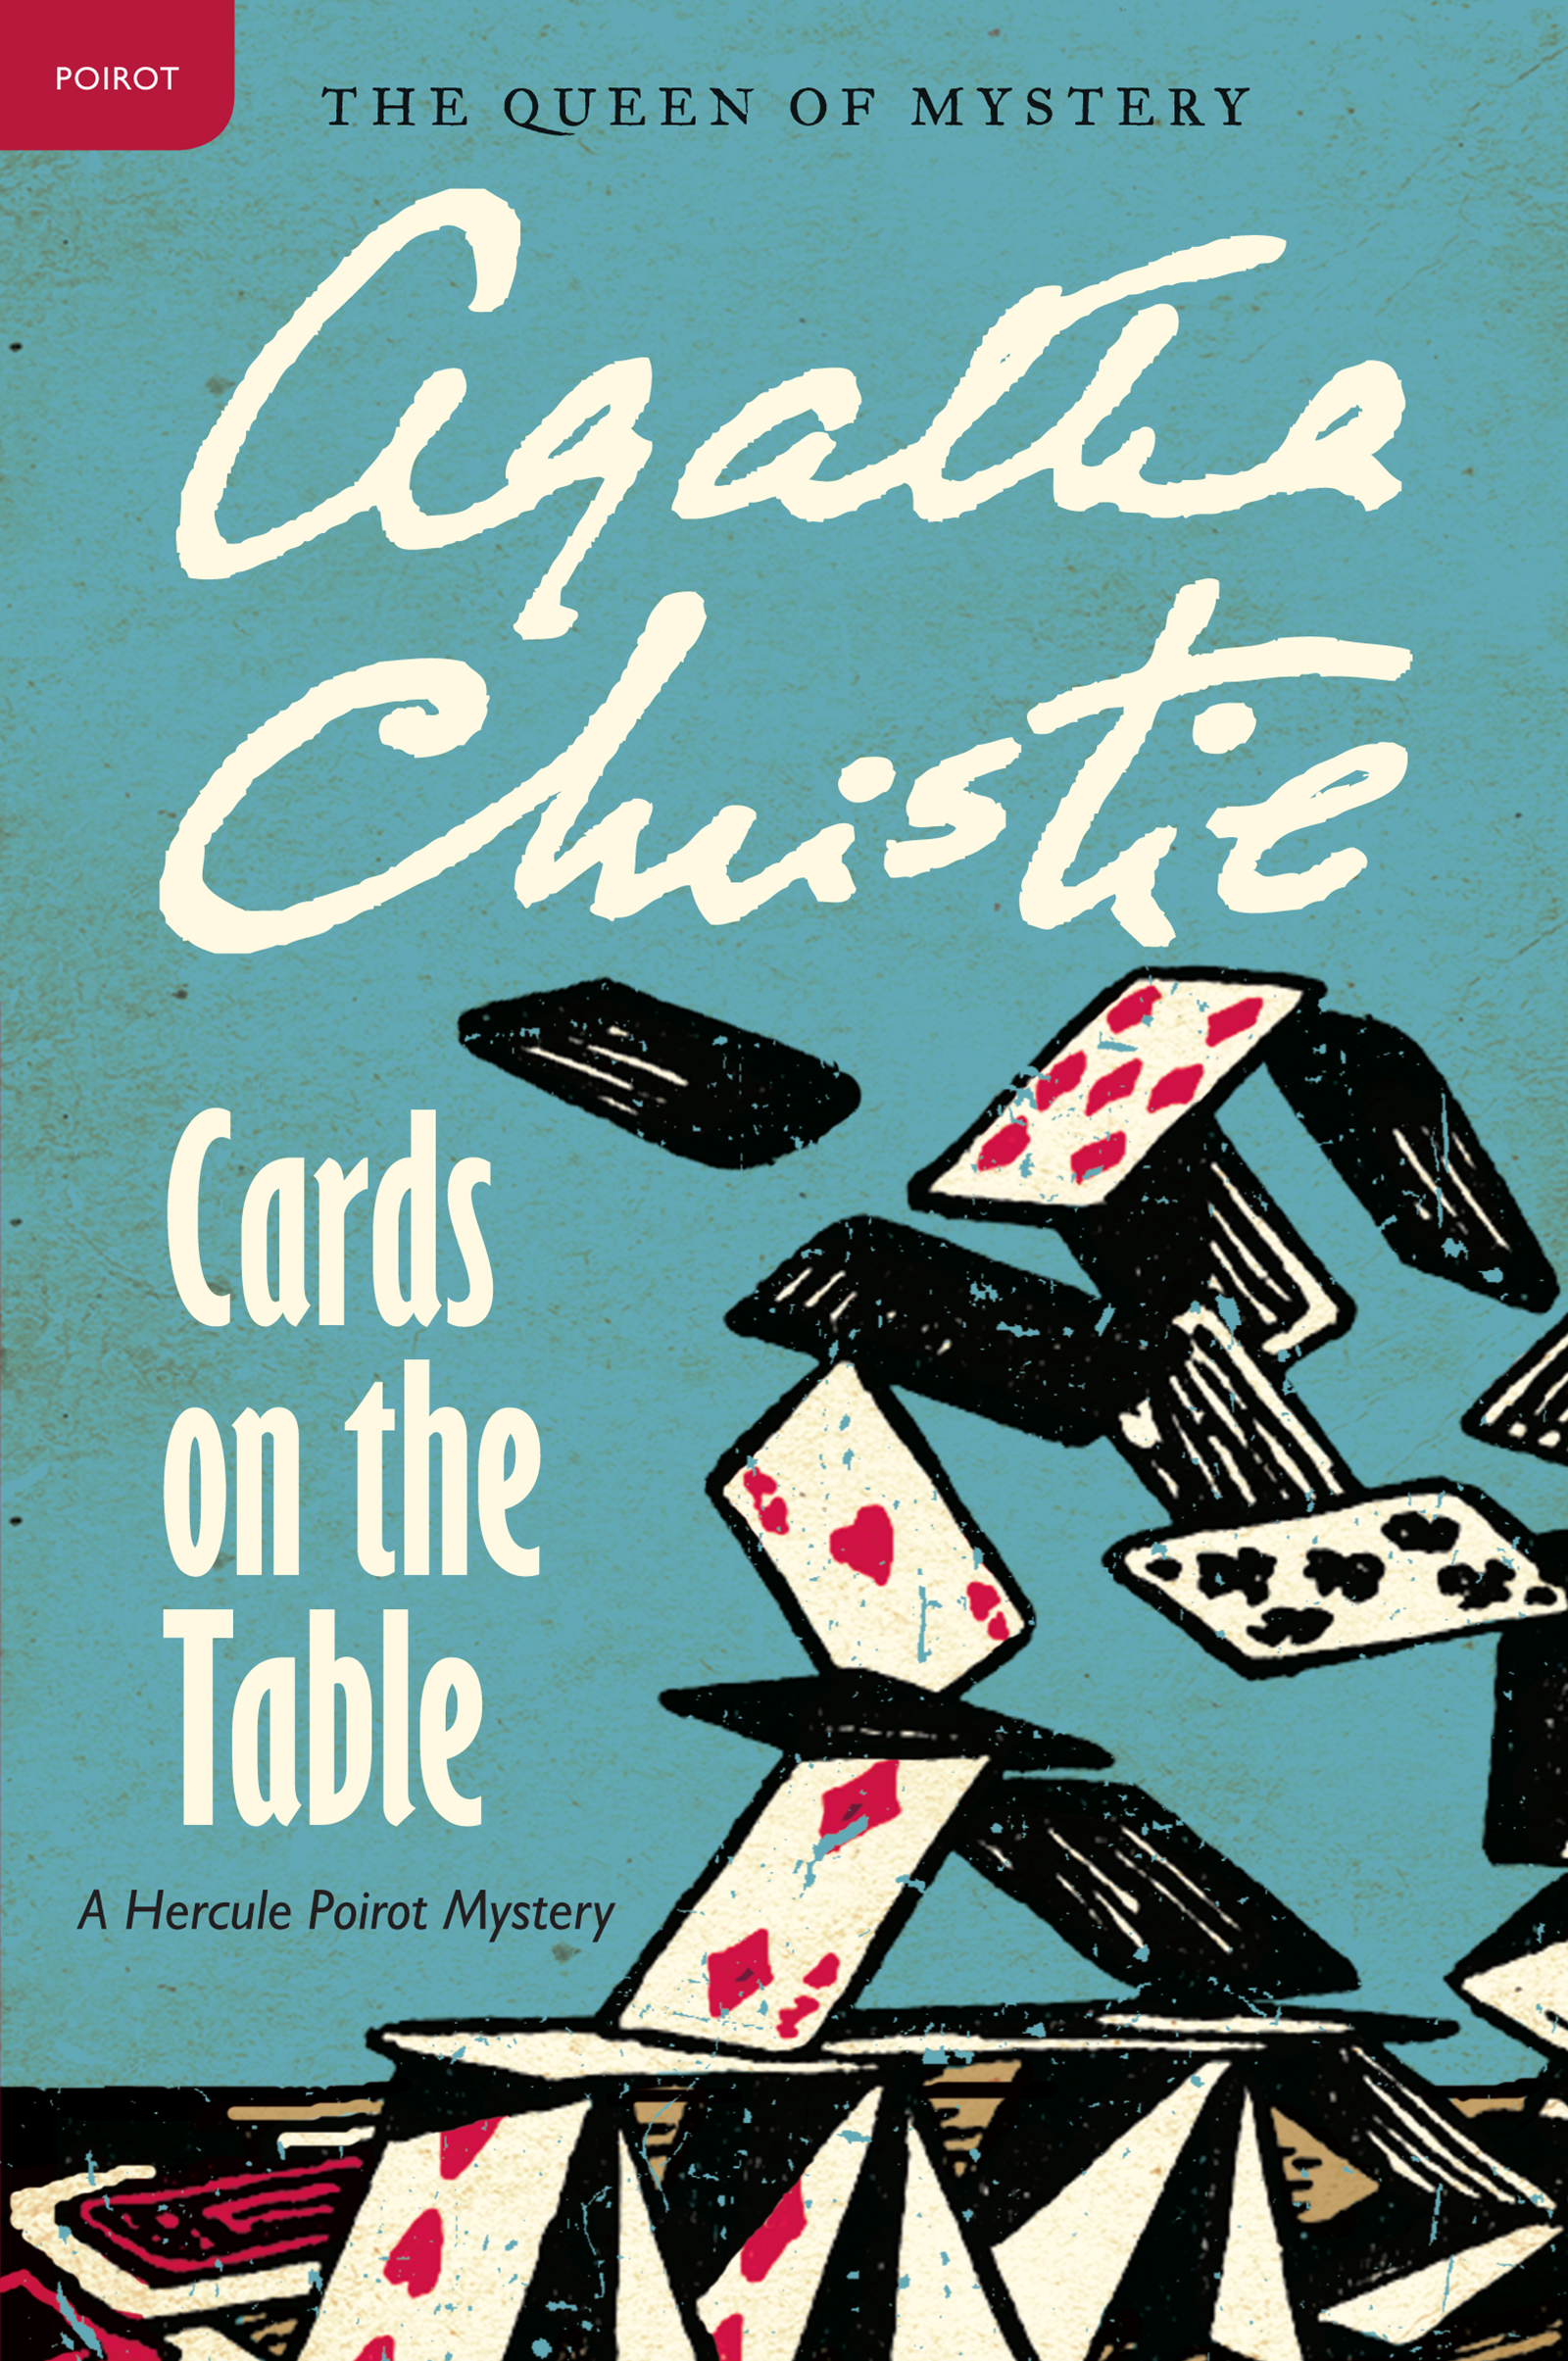 POIROT
THE QUEEN OF MYSTERY
Agatha
Christie
Cards
on the
Table
A Hercule Poirot Mystery